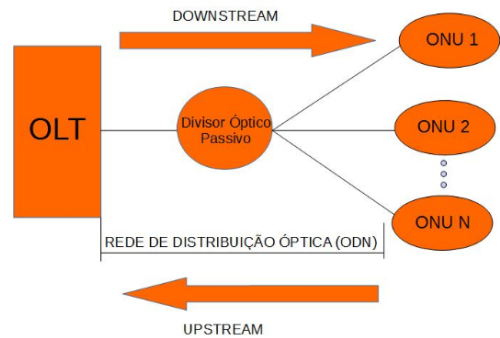 DOWNSTREAM
ONU 1
OLT
Divisor Óptico
Passivo
ONU 2
ONU N
REDE DE DISTRIBUIÇÃO ÓPTICA (ODN)
UPSTREAM